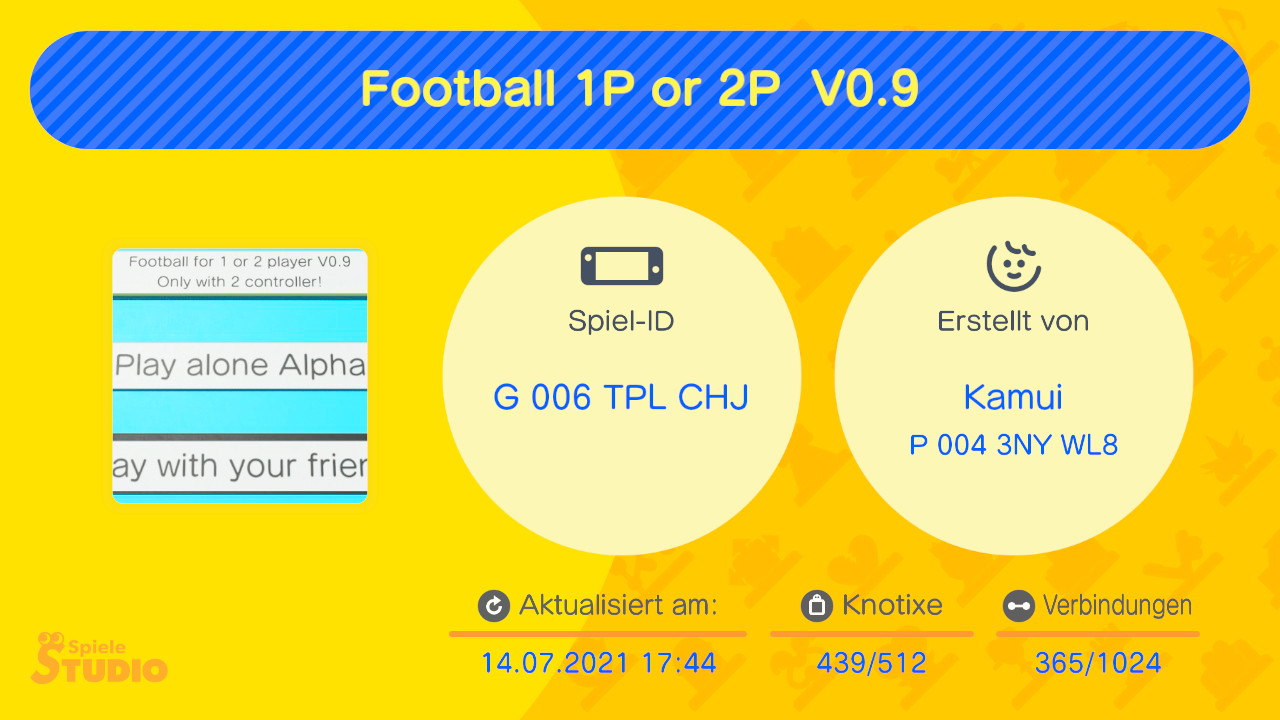 Football 1P or 2P V0.9
Football for 1 or 2 player V0.9
Only with 2 controller!
Play alone Alpha
ay with your frier
Spiel-ID
G 006 TPL CHJ
Erstellt von
Kamui
P 004 3NY WL8
Aktualisiert am:
14.07.2021 17:44
Knotixe
439/512
Verbindungen
365/1024
Spiele
STUDIO